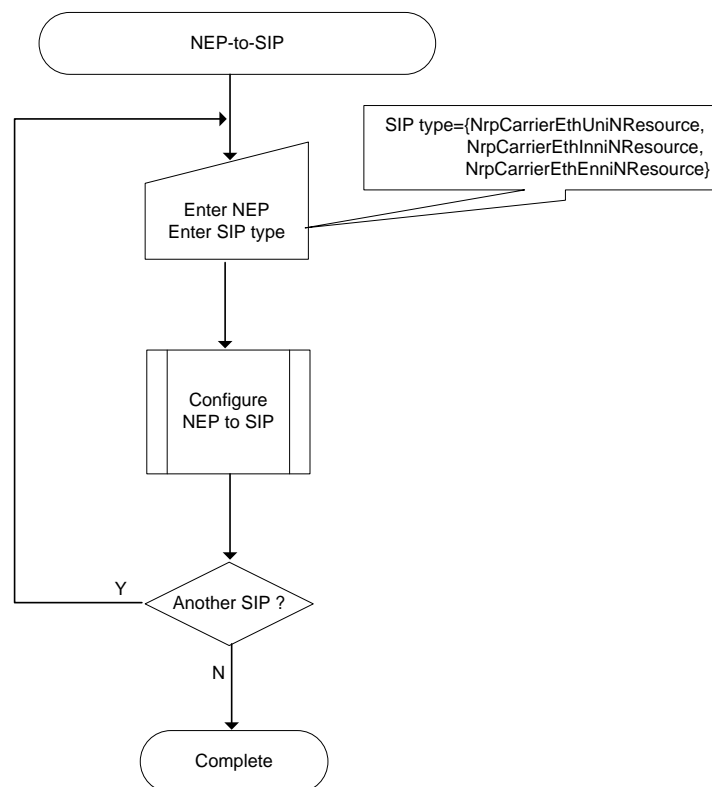 NEP-to-SIP
SIP type={NrpCarrierEthUniNResource,
NrpCarrierEthInniNResource,
NrpCarrierEthEnniNResource}
Enter NEP
Enter SIP type
Configure
NEP to SIP
Y
Another SIP ?
N
Complete